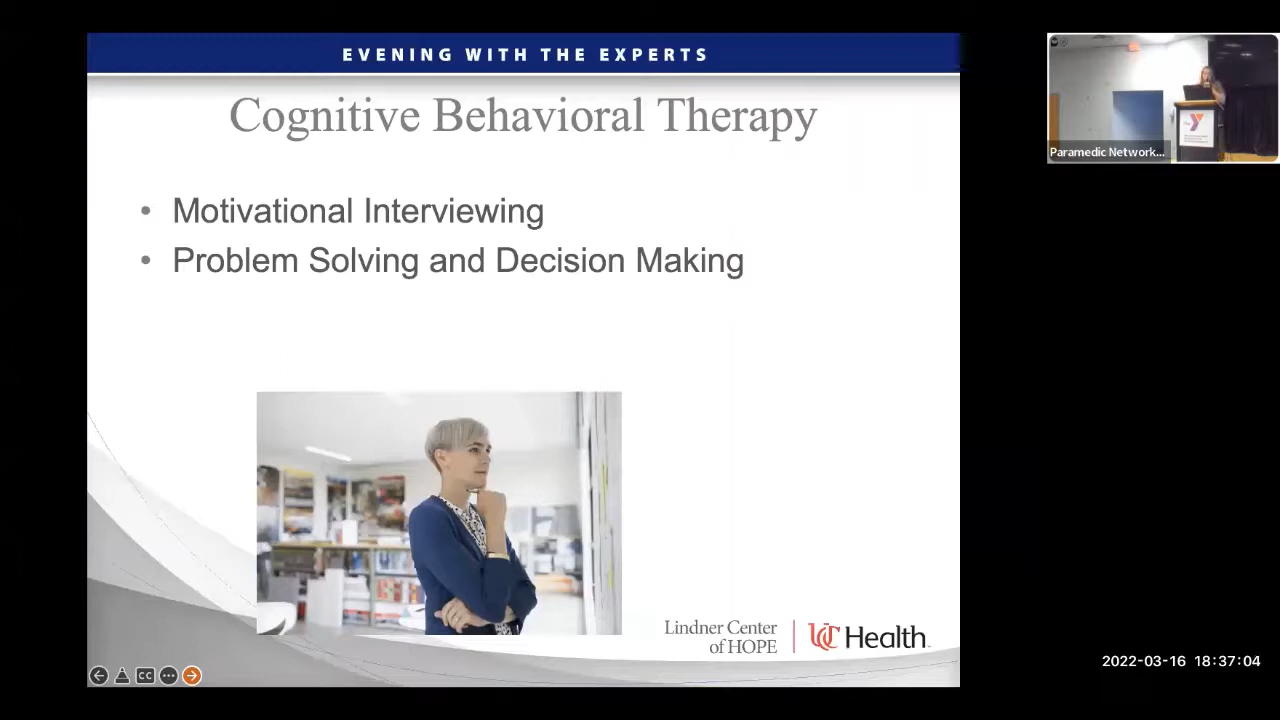 EVENING WITH THE EXPERTS
Cognitive Behavioral Therapy
• Motivational Interviewing
• Problem Solving and Decision Making
Lindner Center
of HOPE
UC Health
CC
Y
Paramedic Network...
2022-03-16 18:37:04